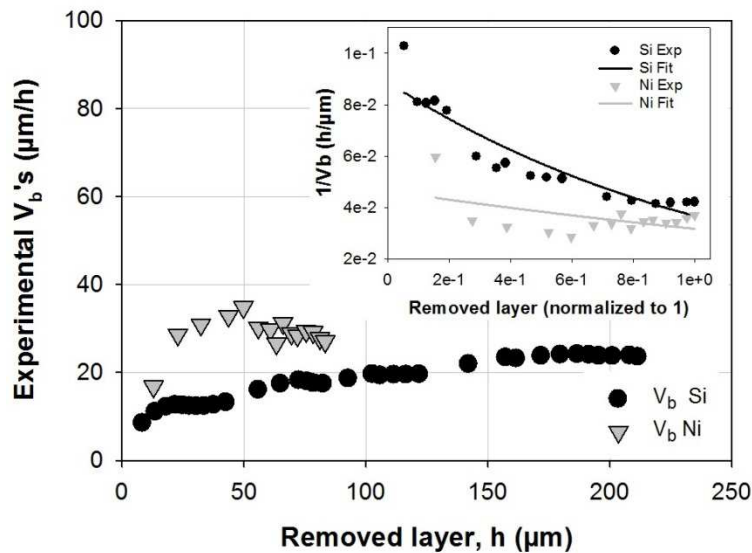 Experimental V_b's (µm/h)
100
80
60
40
20
0
0 50 100 150 200 250
Removed layer, h (µm)
V_b Si
V_b Ni
1/Vb (h/µm)
1e-1
8e-2
6e-2
4e-2
2e-2
2e-1 4e-1 6e-1 8e-1 1e+0
Removed layer (normalized to 1)
Si Exp
Si Fit
Ni Exp
Ni Fit